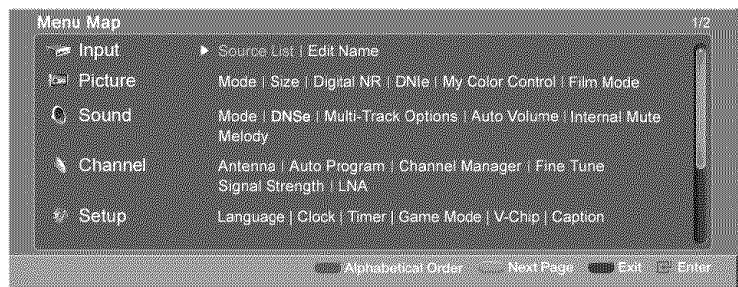 Menu Map 1/2
Input ► Source List | Edit Name
Picture Mode | Size | Digital NR | DNIe | My Color Control | Film Mode
Sound Mode | DNSe | Multi-Track Options | Auto Volume | Internal Mute
Melody
Channel Antenna | Auto Program | Channel Manager | Fine Tune
Signal Strength | LNA
Setup Language | Clock | Timer | Game Mode | V-Chip | Caption
Alphabetical Order Next Page Exit Enter